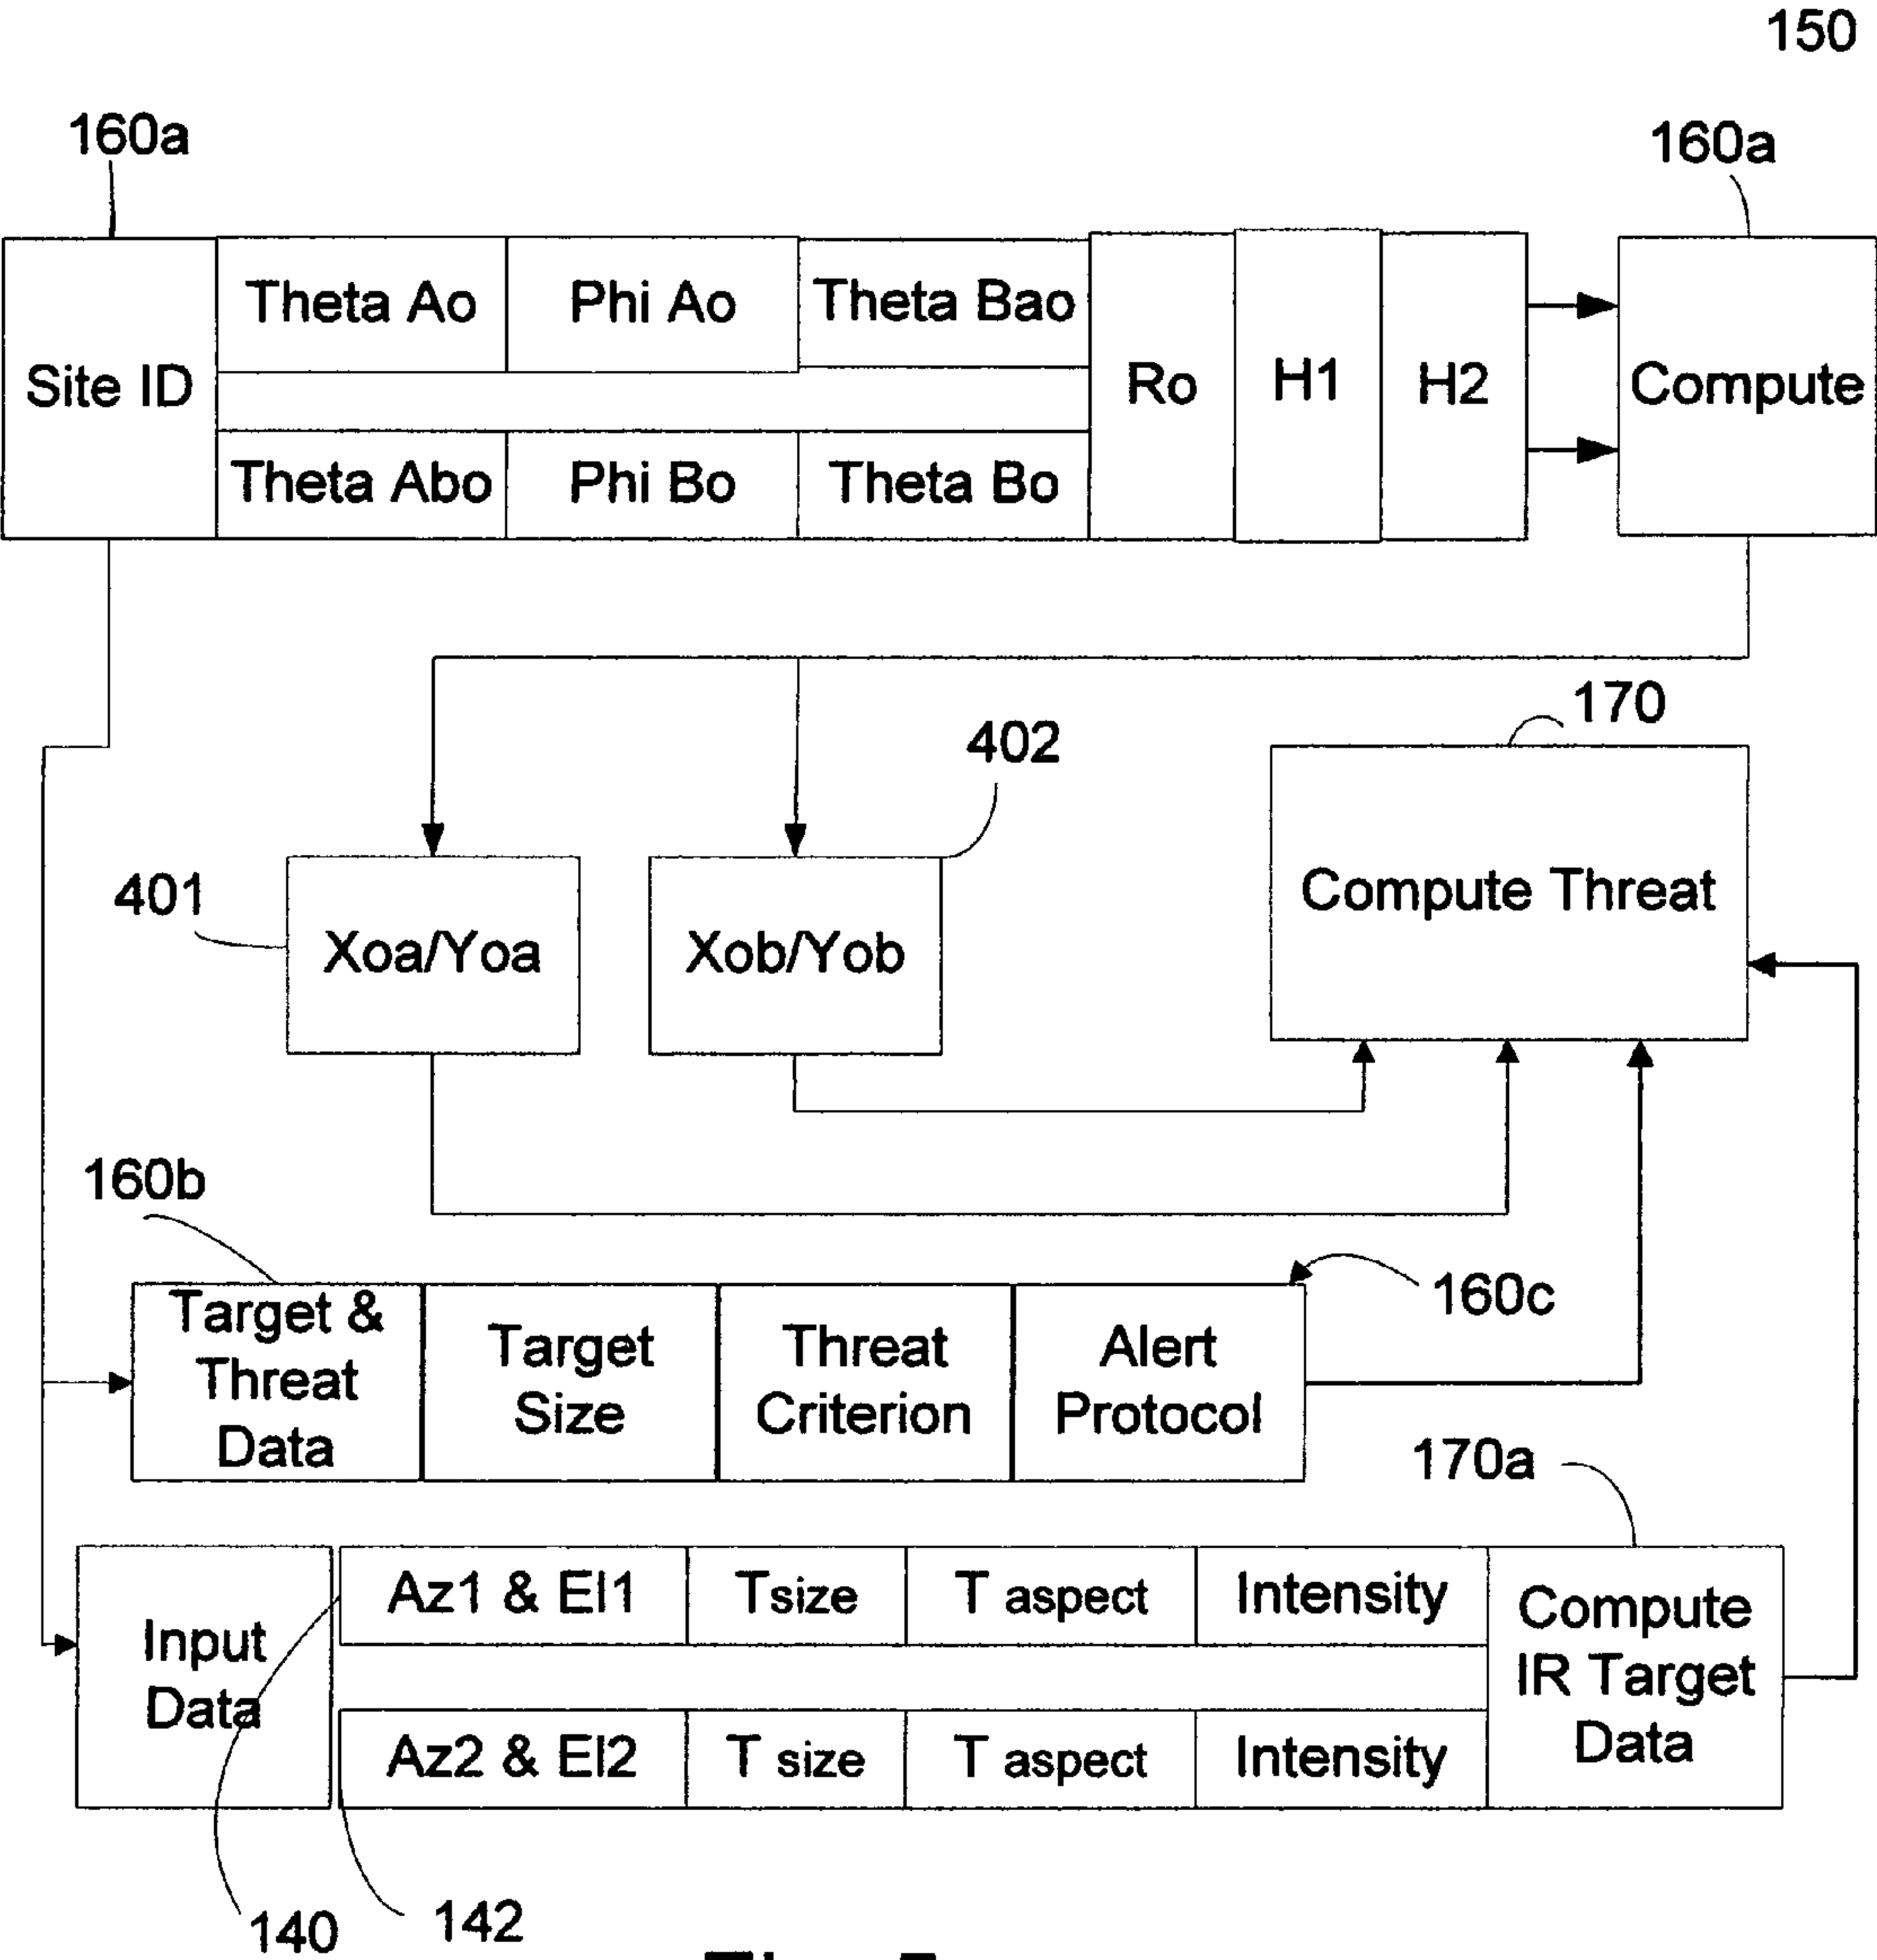 150
160a
160a
Site ID
Theta Ao
Phi Ao
Theta Bao
Ro
H1
H2
Compute
Theta Abo
Phi Bo
Theta Bo
170
402
401
Xoa/Yoa
Xob/Yob
Compute Threat
160b
160c
Target &
Threat
Data
Target
Size
Threat
Criterion
Alert
Protocol
170a
Input
Data
Az1 & El1
Tsize
T aspect
Intensity
Compute
IR Target
Data
Az2 & El2
T size
T aspect
Intensity
140
142